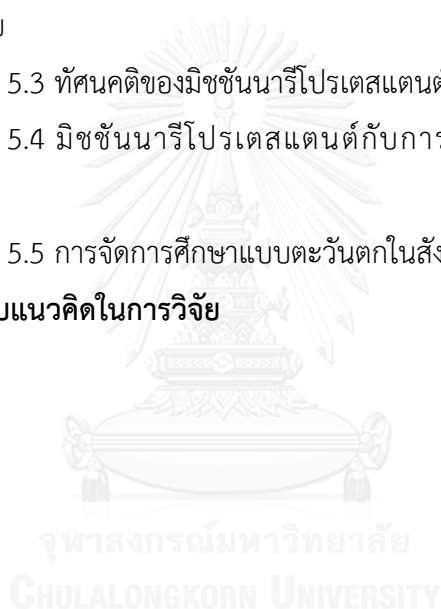 ย
5.3 ทัศนคติของมิชชันนารีโปรเตสแตนต์
5.4 มิชชันนารีโปรเตสแตนต์กับการ
5.5 การจัดการศึกษาแบบตะวันตกในสัง
บแนวคิดในการวิจัย
จุฬาลงกรณ์มหาวิทยาลัย
CHULALONGKORN UNIVERSITY